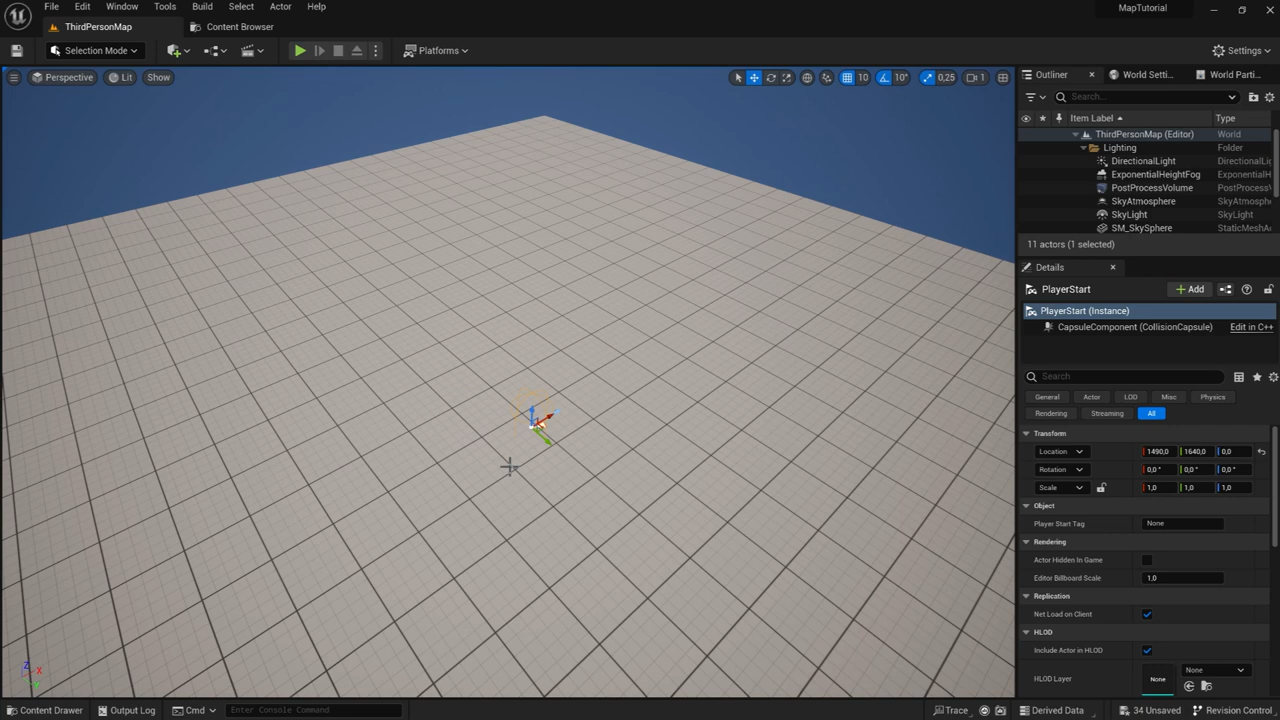 File Edit Window Tools Build Select Actor Help
MapTutorial
ThirdPersonMap
Content Browser
Selection Mode
Platforms
Settings
Perspective Lit Show
10 10° 0,25 1
Outliner World Setti... World Parti...
Search...
Item Label Type
ThirdPersonMap (Editor) World
Lighting Folder
DirectionalLight DirectionalLi
ExponentialHeightFog ExponentialH
PostProcessVolume PostProcessV
SkyAtmosphere SkyAtmosphe
SkyLight SkyLight
SM_SkySphere StaticMeshA
11 actors (1 selected)
Details
PlayerStart + Add
PlayerStart (Instance)
CapsuleComponent (CollisionCapsule) Edit in C++
Search
General Actor LOD Misc Physics
Rendering Streaming All
Transform
Location 1490,0 1640,0 0,0
Rotation 0,0 ° 0,0 ° 0,0 °
Scale 1,0 1,0 1,0
Object
Player Start Tag None
Rendering
Actor Hidden In Game
Editor Billboard Scale 1,0
Replication
Net Load on Client
HLOD
Include Actor in HLOD
HLOD Layer None None
Z X
Content Drawer Output Log Cmd Enter Console Command Trace Derived Data 34 Unsaved Revision Control